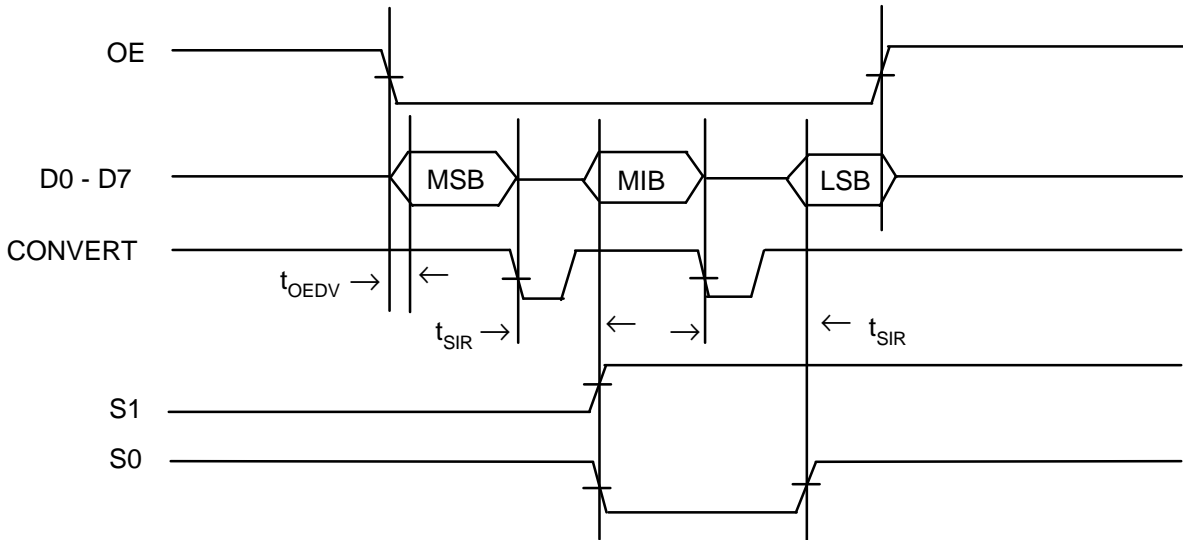 OE
D0 - D7
MSB
MIB
LSB
CONVERT
tOEDV
tSIR
tSIR
S1
S0